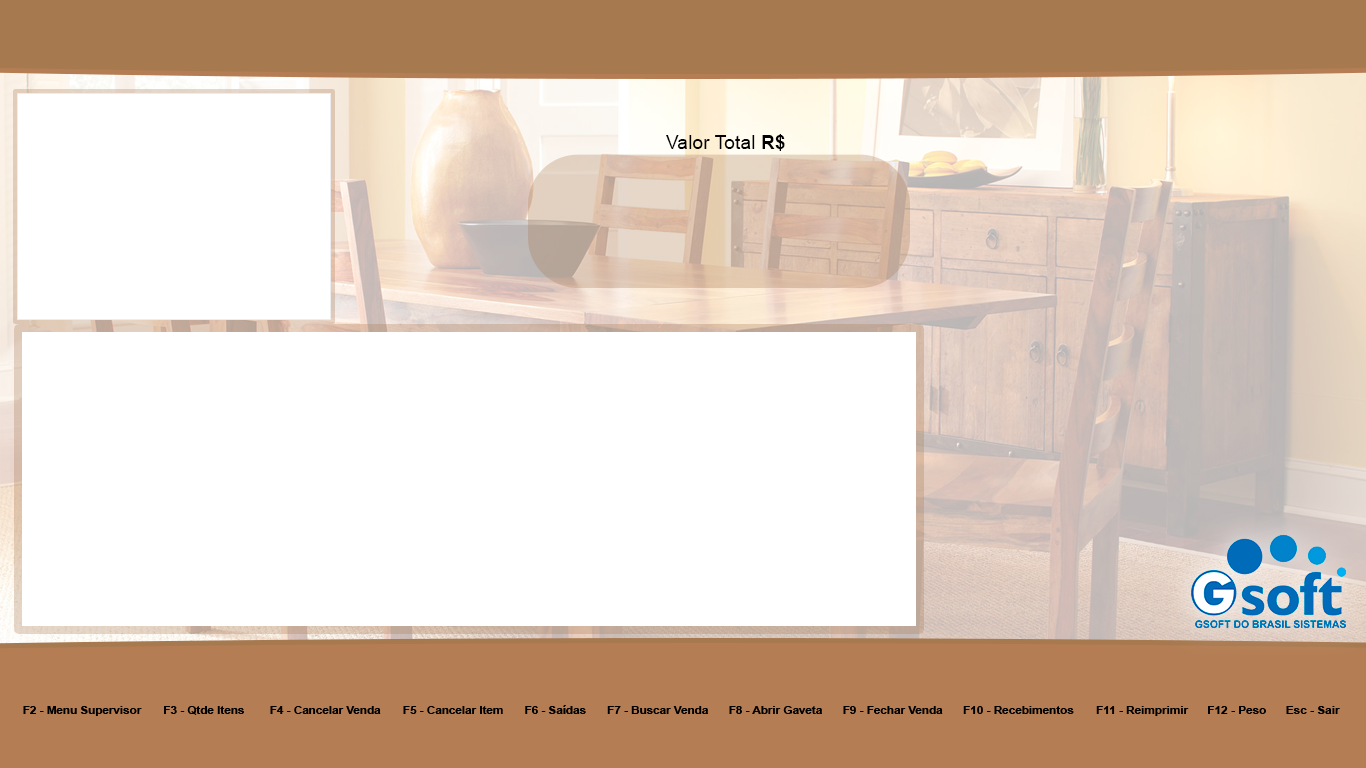 Valor Total R$
Gsoft
GSOFT DO BRASIL SISTEMAS
F2 - Menu Supervisor F3 - Qtde Itens F4 - Cancelar Venda F5 - Cancelar Item F6 - Saídas F7 - Buscar Venda F8 - Abrir Gaveta F9 - Fechar Venda F10 - Recebimentos F11 - Reimprimir F12 - Peso Esc - Sair